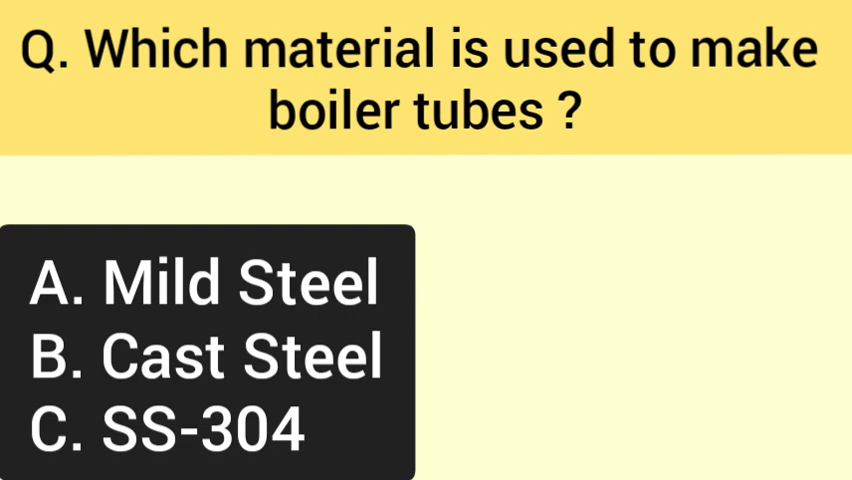 Q. Which material is used to make
boiler tubes ?
A. Mild Steel
B. Cast Steel
C. SS-304